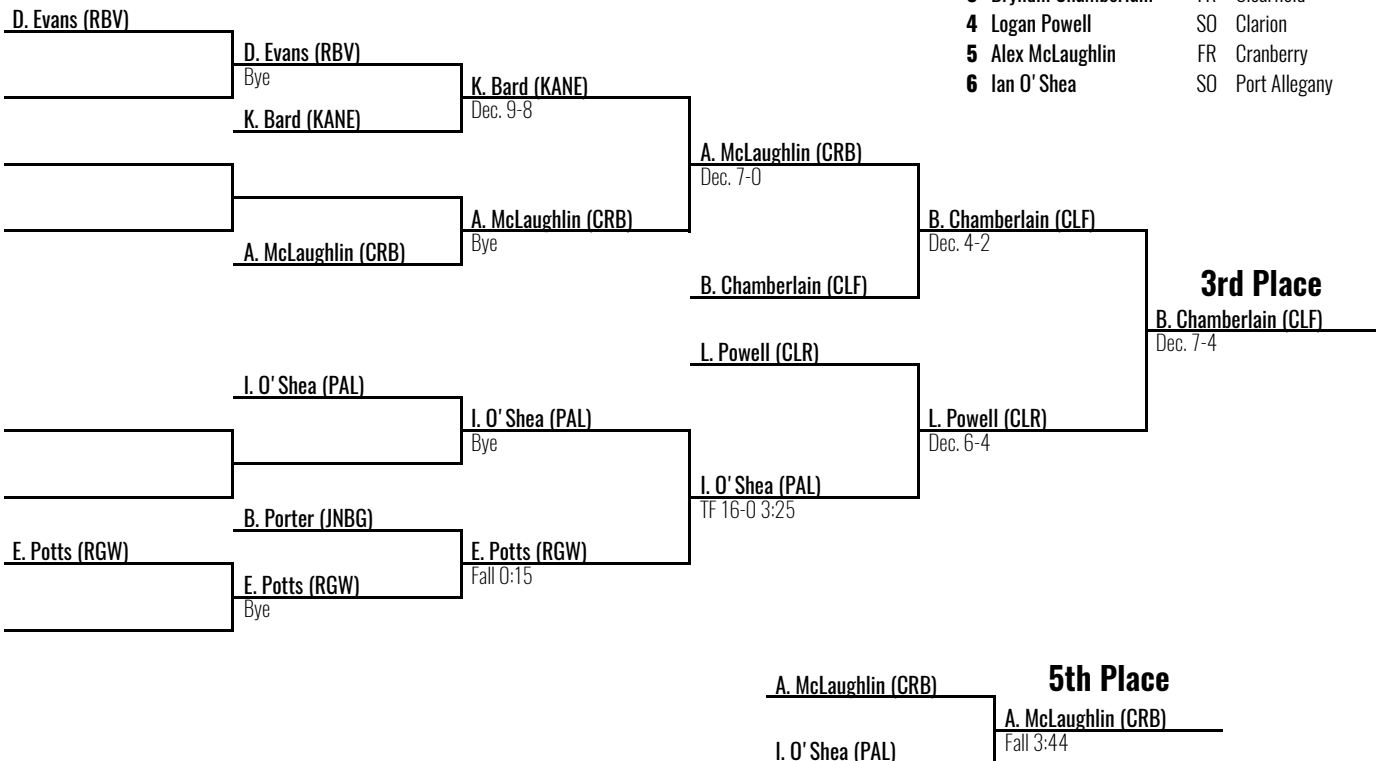 4 Logan Powell SO Clarion
5 Alex McLaughlin FR Cranberry
6 Ian O'Shea SO Port Allegany
D. Evans (RBV)
D. Evans (RBV)
Bye
K. Bard (KANE)
K. Bard (KANE)
Dec. 9-8
A. McLaughlin (CRB)
Dec. 7-0
A. McLaughlin (CRB)
Bye
A. McLaughlin (CRB)
B. Chamberlain (CLF)
Dec. 4-2
B. Chamberlain (CLF)
3rd Place
B. Chamberlain (CLF)
Dec. 7-4
L. Powell (CLR)
I. O'Shea (PAL)
I. O'Shea (PAL)
Bye
L. Powell (CLR)
Dec. 6-4
I. O'Shea (PAL)
TF 16-0 3:25
B. Porter (JNBG)
E. Potts (RGW)
E. Potts (RGW)
Fall 0:15
E. Potts (RGW)
Bye
5th Place
A. McLaughlin (CRB)
A. McLaughlin (CRB)
Fall 3:44
I. O'Shea (PAL)